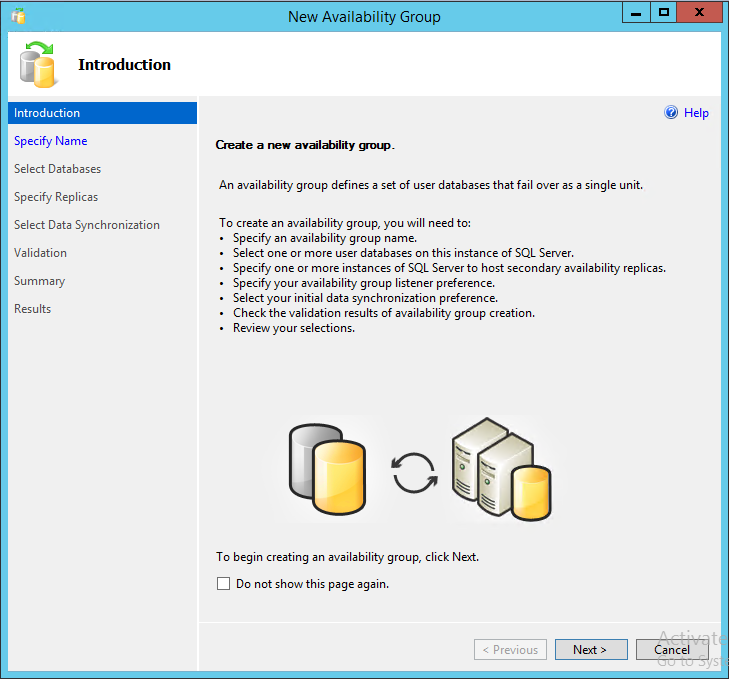 New Availability Group
Introduction
Introduction
Specify Name
Select Databases
Specify Replicas
Select Data Synchronization
Validation
Summary
Results
Help
Create a new availability group.
An availability group defines a set of user databases that fail over as a single unit.
To create an availability group, you will need to:
• Specify an availability group name.
• Select one or more user databases on this instance of SQL Server.
• Specify one or more instances of SQL Server to host secondary availability replicas.
• Specify your availability group listener preference.
• Select your initial data synchronization preference.
• Check the validation results of availability group creation.
• Review your selections.
To begin creating an availability group, click Next.
Do not show this page again.
Activate
< Previous Next > Cancel
Go to Syst